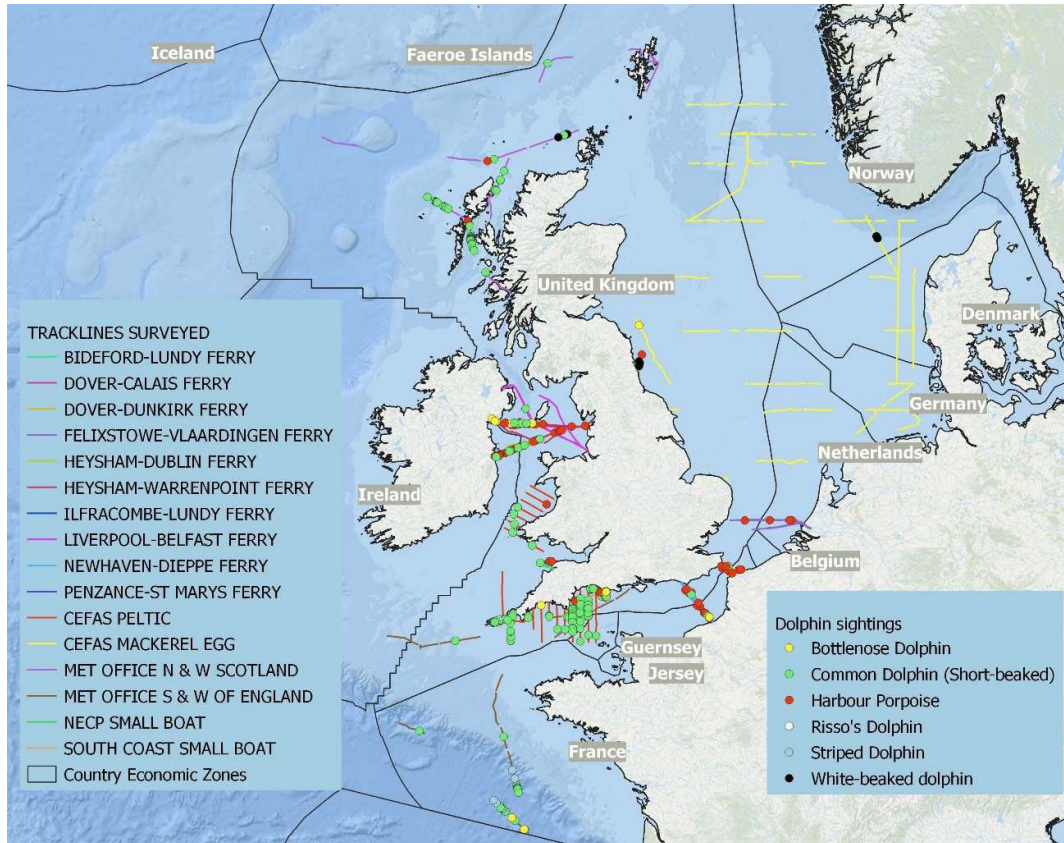 Iceland
Faeroe Islands
Norway
United Kingdom
Denmark
Germany
Netherlands
Ireland
Belgium
Guernsey
Jersey
France
TRACKLINES SURVEYED
BIDEFORD-LUNDY FERRY
DOVER-CALAIS FERRY
DOVER-DUNKIRK FERRY
FELIXSTOWE-VLAARDINGEN FERRY
HEYSHAM-DUBLIN FERRY
HEYSHAM-WARRENPOINT FERRY
ILFRACOMBE-LUNDY FERRY
LIVERPOOL-BELFAST FERRY
NEWHAVEN-DIEPPE FERRY
PENZANCE-ST MARYS FERRY
CEFAS PELTIC
CEFAS MACKEREL EGG
MET OFFICE N & W SCOTLAND
MET OFFICE S & W OF ENGLAND
NECP SMALL BOAT
SOUTH COAST SMALL BOAT
Country Economic Zones
Dolphin sightings
Bottlenose Dolphin
Common Dolphin (Short-beaked)
Harbour Porpoise
Risso's Dolphin
Striped Dolphin
White-beaked dolphin